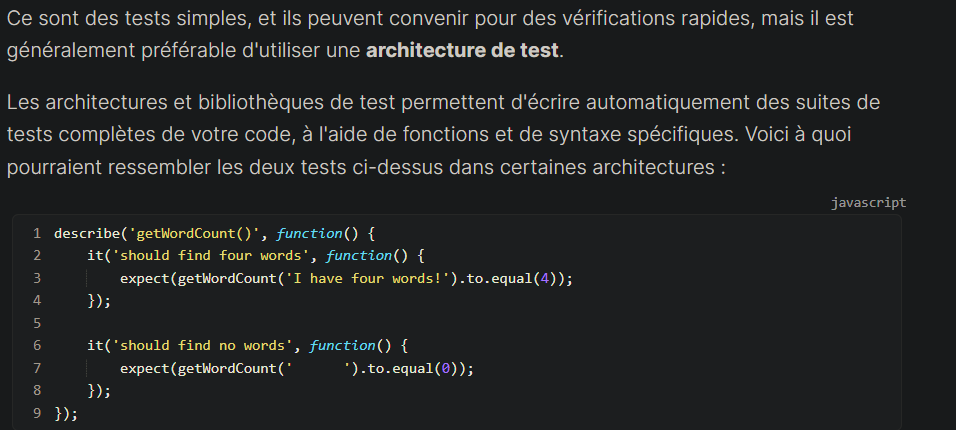 Ce sont des tests simples, et ils peuvent convenir pour des vérifications rapides, mais il est
généralement préférable d'utiliser une architecture de test.
Les architectures et bibliothèques de test permettent d'écrire automatiquement des suites de
tests complètes de votre code, à l'aide de fonctions et de syntaxe spécifiques. Voici à quoi
pourraient ressembler les deux tests ci-dessus dans certaines architectures :
javascript
1 describe('getWordCount()', function() {
2     it('should find four words', function() {
3         expect(getWordCount('I have four words!').to.equal(4));
4     });
5
6     it('should find no words', function() {
7         expect(getWordCount('      ').to.equal(0));
8     });
9 });